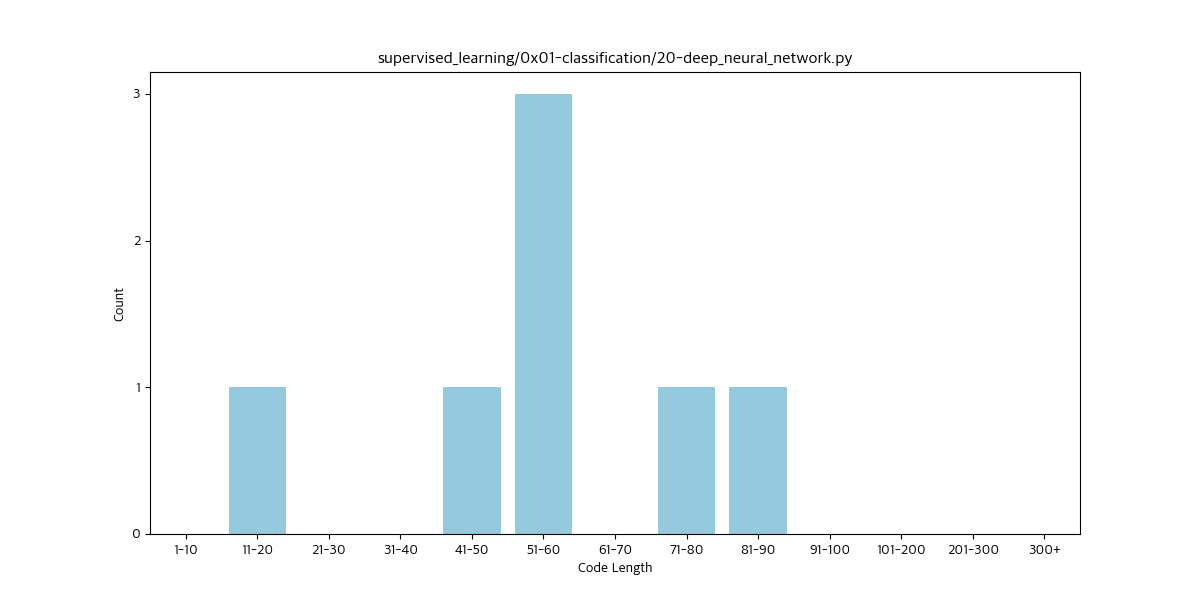 supervised_learning/0x01-classification/20-deep_neural_network.py
3
2
1
0
Count
1-10 11-20 21-30 31-40 41-50 51-60 61-70 71-80 81-90 91-100 101-200 201-300 300+
Code Length